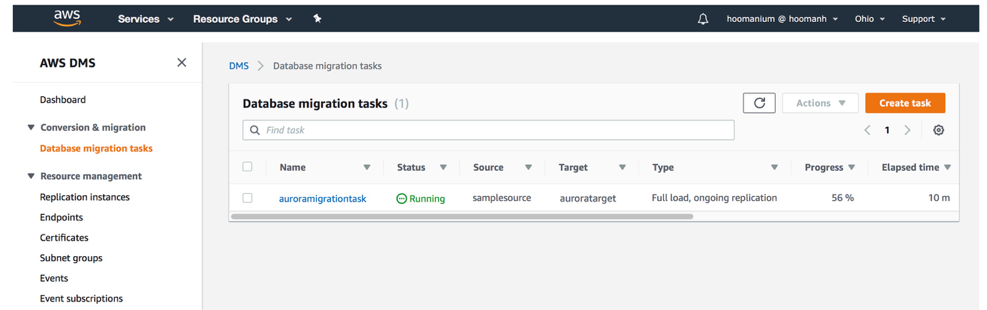 aws Services Resource Groups hoomanium @ hoomanh Ohio Support
AWS DMS
Dashboard
Conversion & migration
Database migration tasks
Resource management
Replication instances
Endpoints
Certificates
Subnet groups
Events
Event subscriptions
DMS Database migration tasks
Database migration tasks (1) Actions Create task
Find task 1
Name Status Source Target Type Progress Elapsed time
auroramigrationtask Running samplesource auroratarget Full load, ongoing replication 56 % 10 m